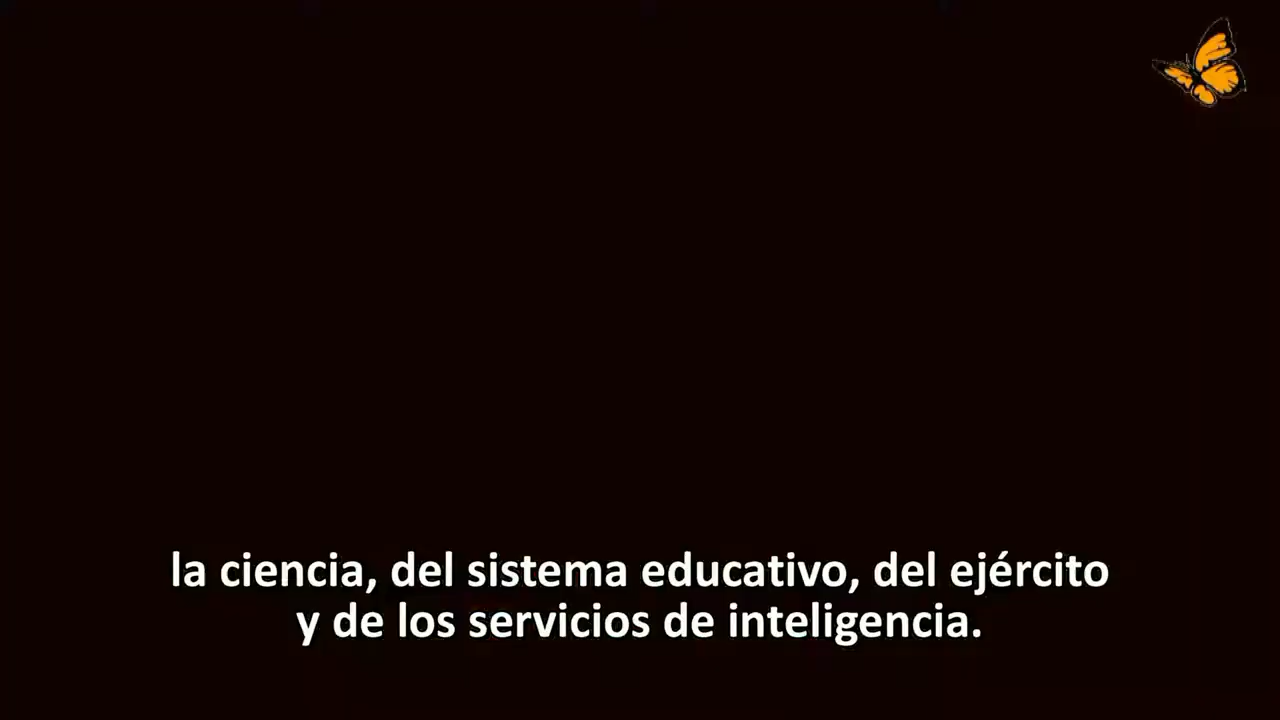 la ciencia, del sistema educativo, del ejército
y de los servicios de inteligencia.